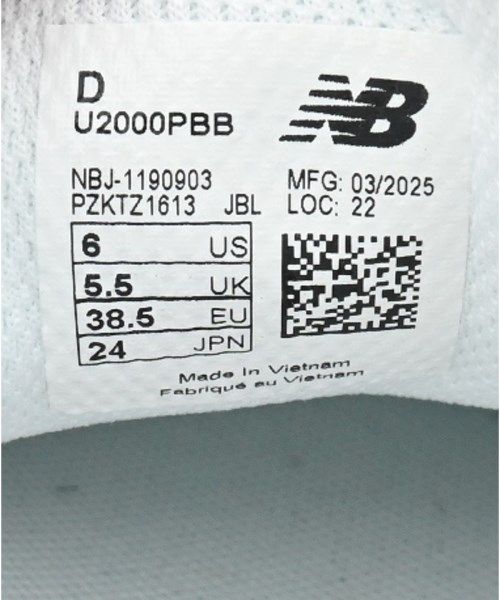 D
U2000PBB
NB
NBJ-1190903
PZKTZ1613 JBL
MFG: 03/2025
LOC: 22
6 US
5.5 UK
38.5 EU
24 JPN
Made In Vietnam
Fabriqué au Vietnam